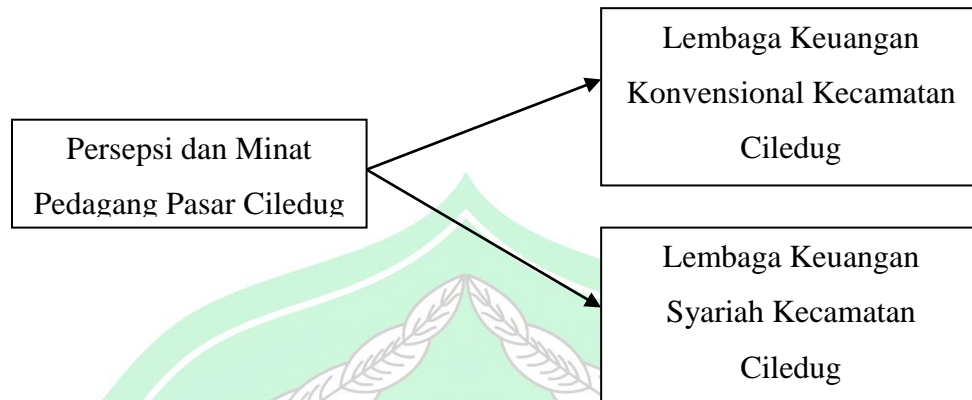 Persepsi dan Minat
Pedagang Pasar Ciledug
Lembaga Keuangan
Konvensional Kecamatan
Ciledug
Lembaga Keuangan
Syariah Kecamatan
Ciledug